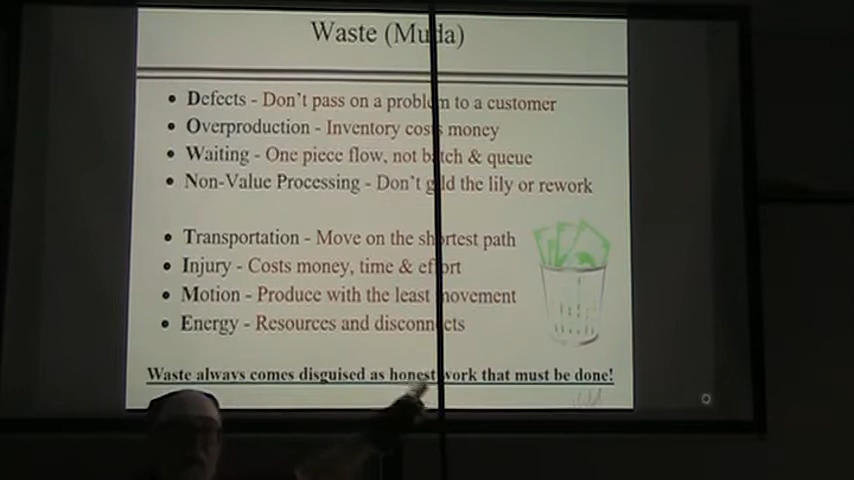 Waste (Muda)
• Defects - Don't pass on a problem to a customer
• Overproduction - Inventory costs money
• Waiting - One piece flow, not batch & queue
• Non-Value Processing - Don't gild the lily or rework
• Transportation - Move on the shortest path
• Injury - Costs money, time & effort
• Motion - Produce with the least movement
• Energy - Resources and disconnects
Waste always comes disguised as honest work that must be done!